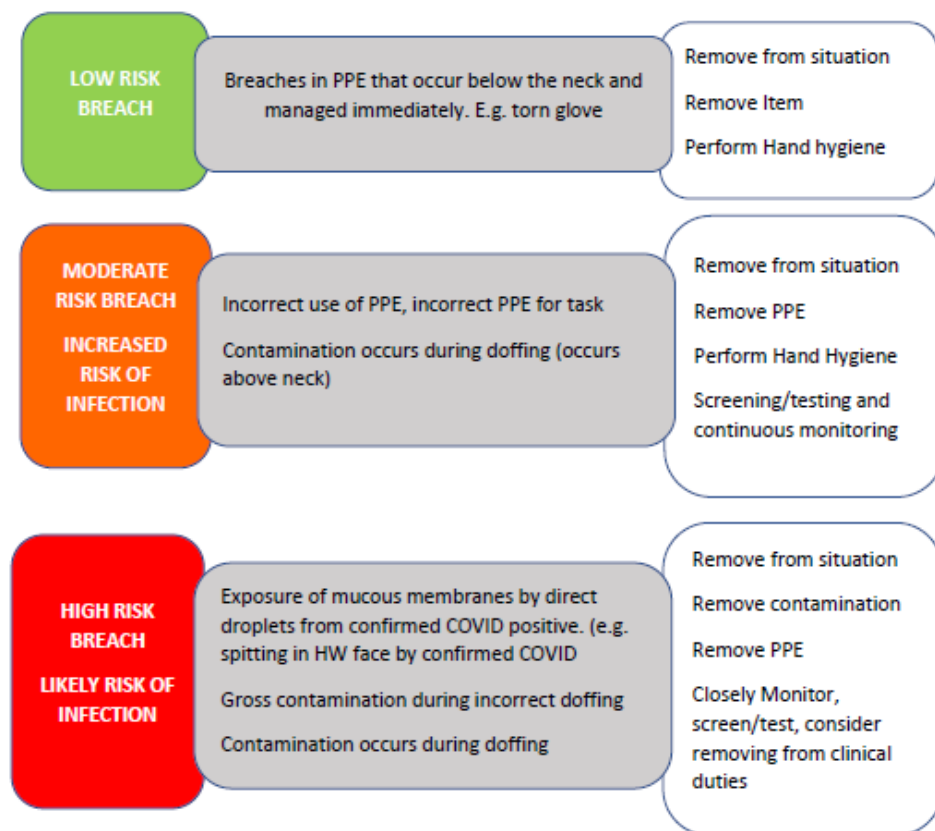 LOW RISK
BREACH
Breaches in PPE that occur below the neck and
managed immediately. E.g. torn glove
Remove from situation
Remove Item
Perform Hand hygiene
MODERATE
RISK BREACH
INCREASED
RISK OF
INFECTION
Incorrect use of PPE, incorrect PPE for task
Contamination occurs during doffing (occurs
above neck)
Remove from situation
Remove PPE
Perform Hand Hygiene
Screening/testing and
continuous monitoring
HIGH RISK
BREACH
LIKELY RISK OF
INFECTION
Exposure of mucous membranes by direct
droplets from confirmed COVID positive. (e.g.
spitting in HW face by confirmed COVID
Gross contamination during incorrect doffing
Contamination occurs during doffing
Remove from situation
Remove contamination
Remove PPE
Closely Monitor,
screen/test, consider
removing from clinical
duties